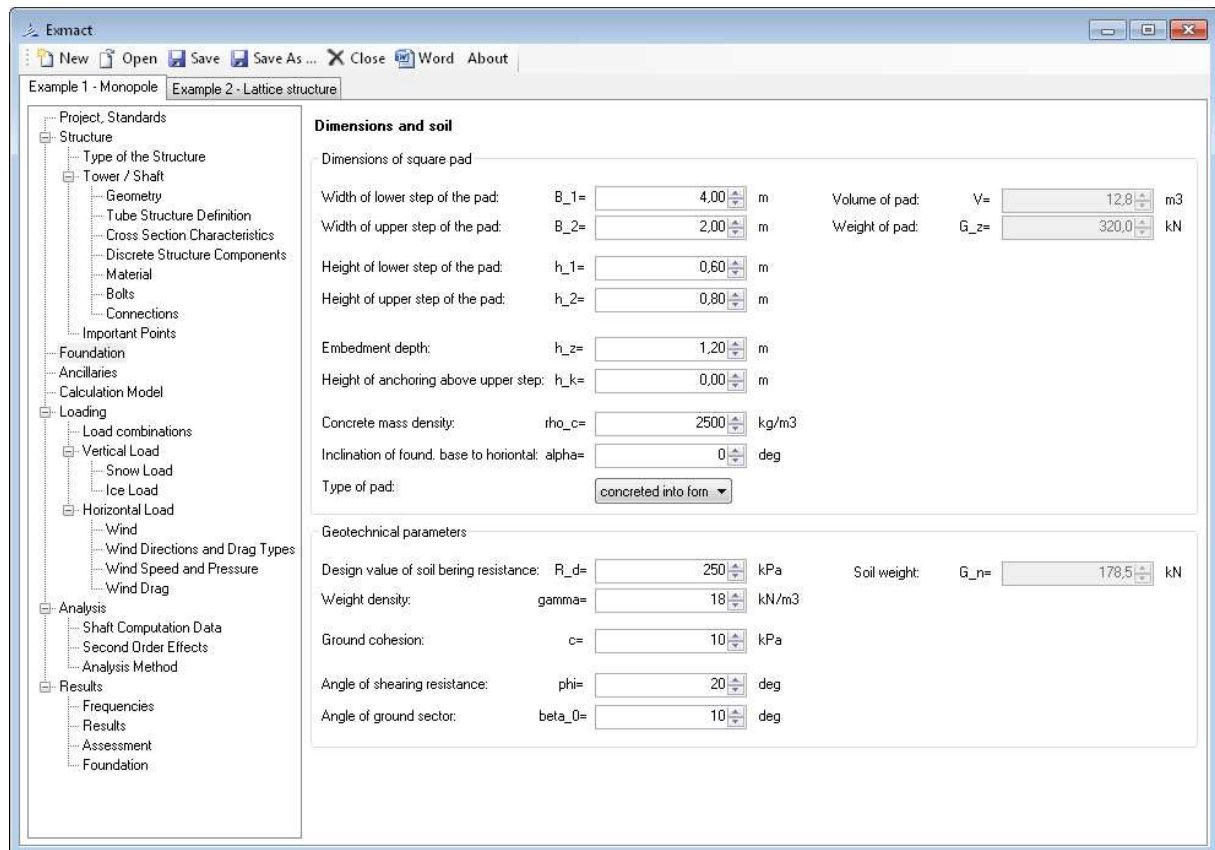 Exmact
New Open Save Save As ... Close Word About
Example 1 - Monopole Example 2 - Lattice structure
Project, Standards
Structure
Type of the Structure
Tower / Shaft
Geometry
Tube Structure Definition
Cross Section Characteristics
Discrete Structure Components
Material
Bolts
Connections
Important Points
Foundation
Ancillaries
Calculation Model
Loading
Load combinations
Vertical Load
Snow Load
Ice Load
Horizontal Load
Wind
Wind Directions and Drag Types
Wind Speed and Pressure
Wind Drag
Analysis
Shaft Computation Data
Second Order Effects
Analysis Method
Results
Frequencies
Results
Assessment
Foundation
Dimensions and soil
Dimensions of square pad
Width of lower step of the pad: B_1= 4,00 m Volume of pad: V= 12,8 m3
Width of upper step of the pad: B_2= 2,00 m Weight of pad: G_z= 320,0 kN
Height of lower step of the pad: h_1= 0,60 m
Height of upper step of the pad: h_2= 0,80 m
Embedment depth: h_z= 1,20 m
Height of anchoring above upper step: h_k= 0,00 m
Concrete mass density: rho_c= 2500 kg/m3
Inclination of found. base to horiontal: alpha= 0 deg
Type of pad: concreted into forn
Geotechnical parameters
Design value of soil bering resistance: R_d= 250 kPa Soil weight: G_n= 178,5 kN
Weight density: gamma= 18 kN/m3
Ground cohesion: c= 10 kPa
Angle of shearing resistance: phi= 20 deg
Angle of ground sector: beta_0= 10 deg